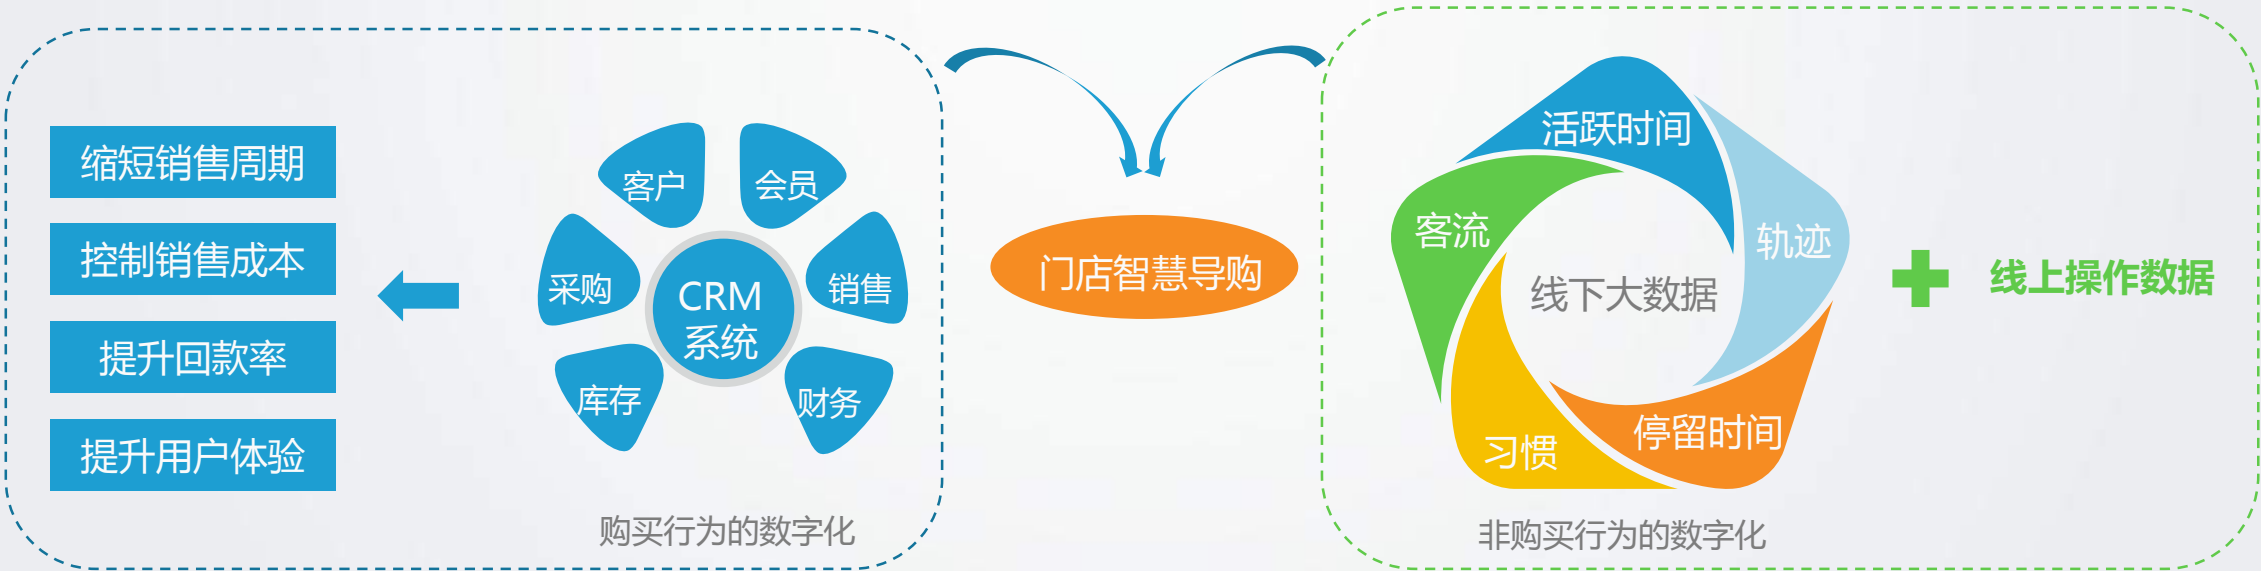 缩短销售周期
控制销售成本
提升回款率
提升用户体验
客户
会员
采购
销售
CRM
系统
库存
财务
购买行为的数字化
门店智慧导购
活跃时间
客流
轨迹
线下大数据
习惯
停留时间
非购买行为的数字化
线上操作数据